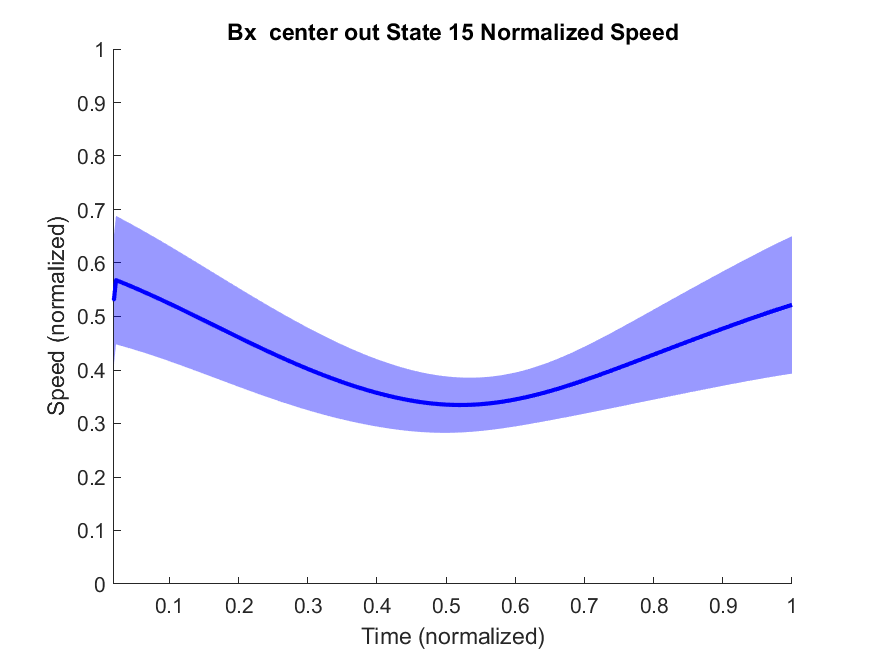 Bx  center out State 15 Normalized Speed
1
0.9
0.8
0.7
0.6
0.5
0.4
0.3
0.2
0.1
0
Speed (normalized)
0.1 0.2 0.3 0.4 0.5 0.6 0.7 0.8 0.9 1
Time (normalized)